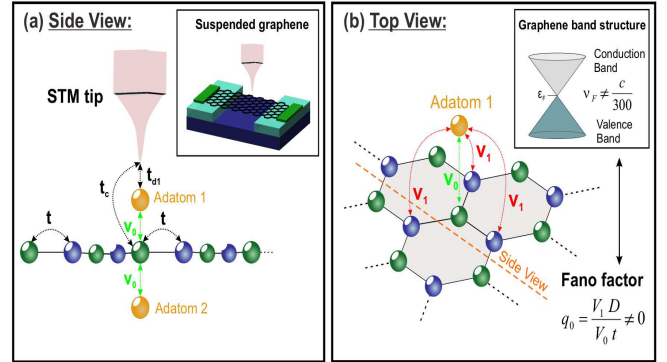 (a) Side View:
Suspended graphene
STM tip
t_c
t_d1
Adatom 1
t
V_0
t
V_0
Adatom 2
(b) Top View:
Graphene band structure
Conduction
Band
ε_F
ν_F ≠ c/300
Valence
Band
Adatom 1
V_1
V_0
V_1
V_1
Side View
Fano factor
q_0 = V_1 D / V_0 t ≠ 0